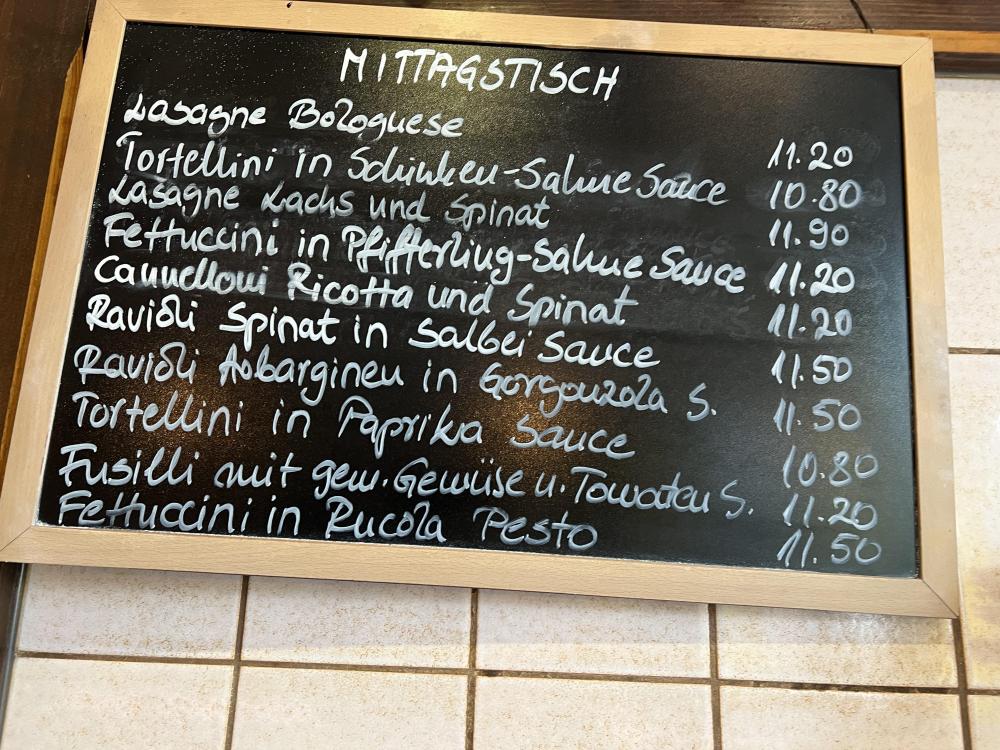 MITTAGSTISCH
Lasagne Bolognese 11.20
Tortellini in Schinken-Sahne Sauce 10.80
Lasagne Lachs und Spinat 11.90
Fettuccini in Pfifferling-Sahne Sauce 11.20
Cannelloni Ricotta und Spinat 11.20
Ravioli Spinat in Salbei Sauce 11.50
Ravioli Aobarginen in Gorgonzola S. 11.50
Tortellini in Paprika Sauce 10.80
Fusilli mit gem. Gemüse u. Tomaten S. 11.20
Fettuccini in Rucola Pesto 11.50